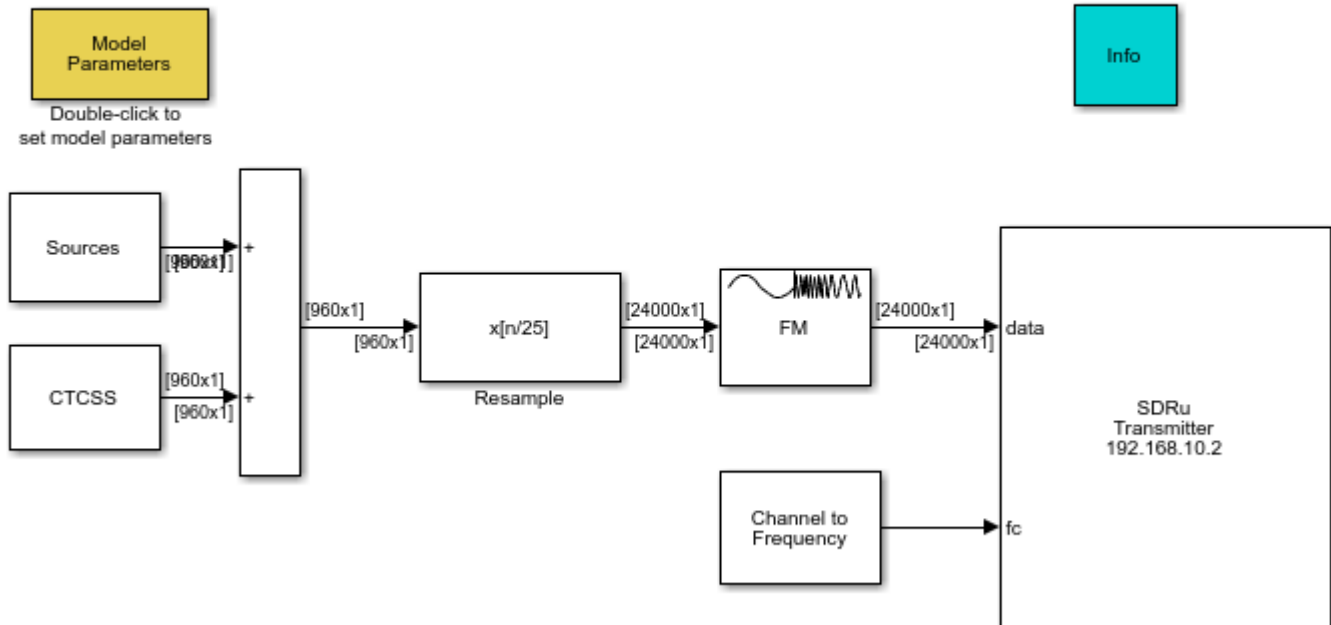 Model
Parameters
Double-click to
set model parameters
Info
Sources
+
CTCSS
[960x1]
[960x1]
+
[960x1]
[960x1]
x[n/25]
Resample
[24000x1]
[24000x1]
FM
[24000x1]
[24000x1]
data
SDRu
Transmitter
192.168.10.2
fc
Channel to
Frequency